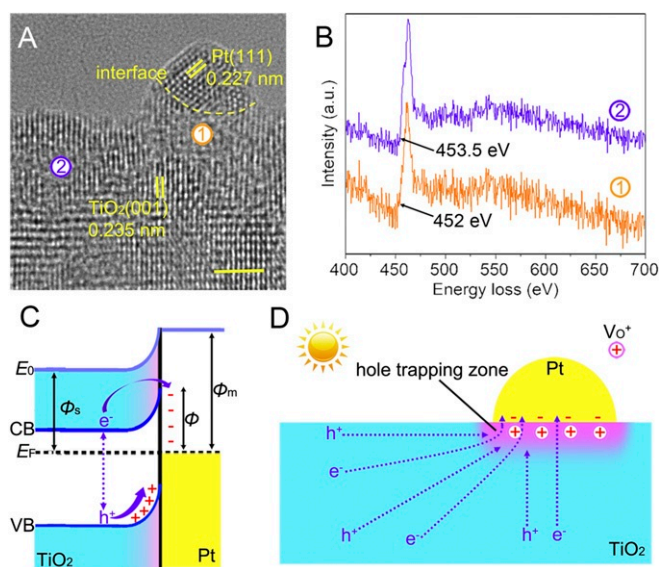 A
interface
Pt(111)
0.227 nm
1
2
TiO₂(001)
0.235 nm
B
Intensity (a.u.)
2
453.5 eV
1
452 eV
400 450 500 550 600 650 700
Energy loss (eV)
C
E₀
Φₛ
e⁻
Φ
Φₘ
CB
E_F
h⁺
VB
TiO₂
Pt
D
Vo⁺
Pt
hole trapping zone
h⁺
e⁻
h⁺
e⁻
h⁺
e⁻
TiO₂